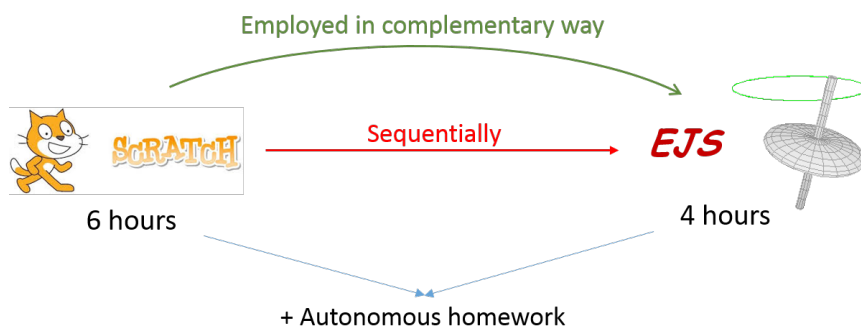 Employed in complementary way
SCRATCH
Sequentially
EJS
6 hours
4 hours
+ Autonomous homework